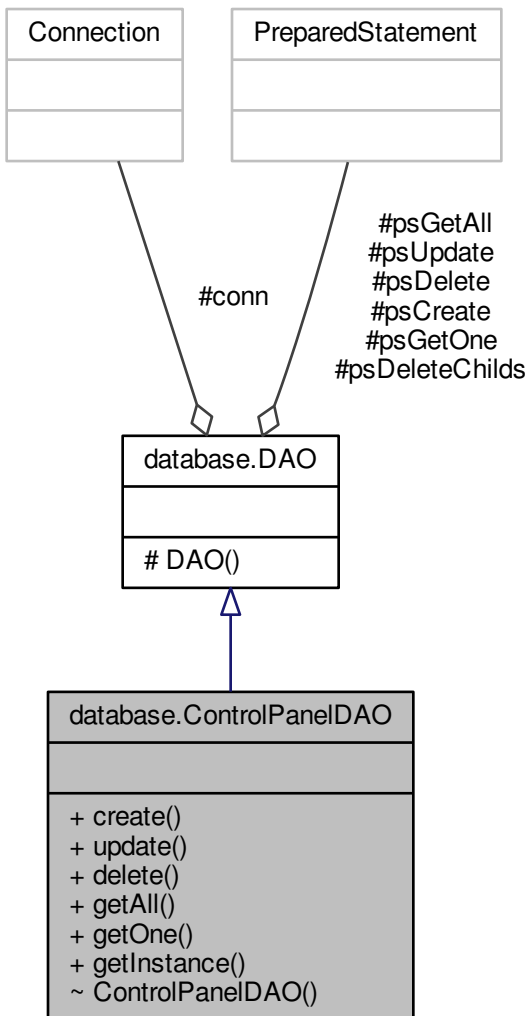 Connection
PreparedStatement
#conn
#psGetAll
#psUpdate
#psDelete
#psCreate
#psGetOne
#psDeleteChilds
database.DAO
# DAO()
database.ControlPanelDAO
+ create()
+ update()
+ delete()
+ getAll()
+ getOne()
+ getInstance()
~ ControlPanelDAO()